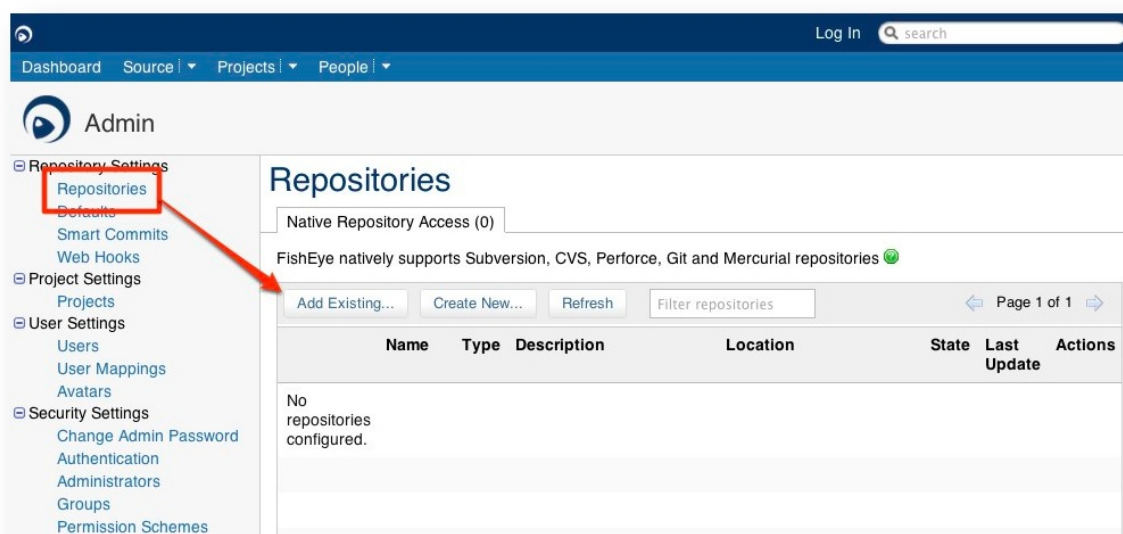 Log In search
Dashboard Source Projects People
Admin
Repository Settings
Repositories
Defaults
Smart Commits
Web Hooks
Project Settings
Projects
User Settings
Users
User Mappings
Avatars
Security Settings
Change Admin Password
Authentication
Administrators
Groups
Permission Schemes
Repositories
Native Repository Access (0)
FishEye natively supports Subversion, CVS, Perforce, Git and Mercurial repositories
Add Existing... Create New... Refresh Filter repositories Page 1 of 1
Name Type Description Location State Last Update Actions
No
repositories
configured.